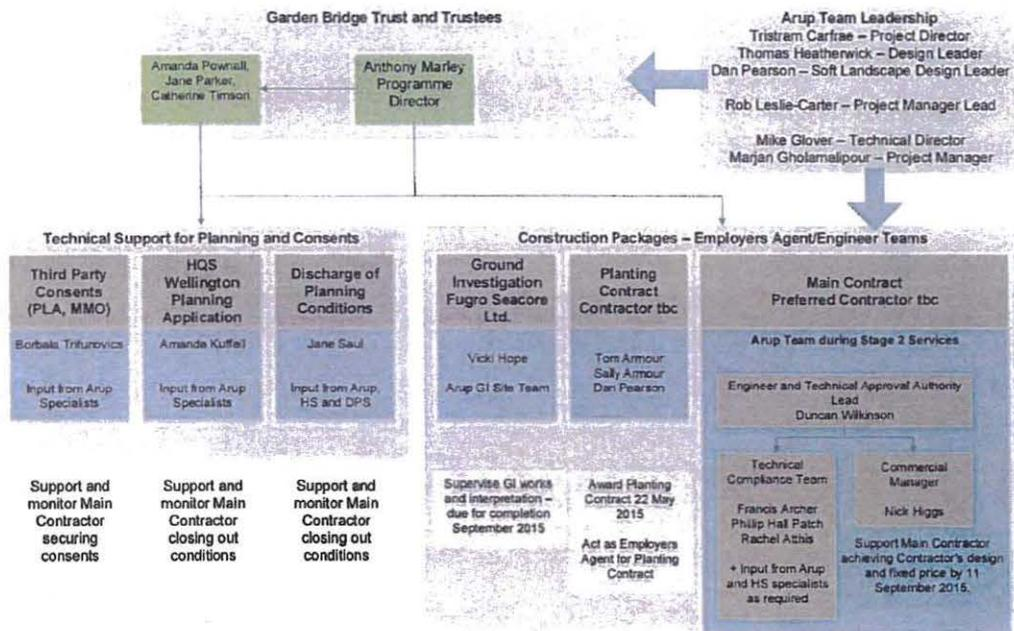 Garden Bridge Trust and Trustees
Amanda Pownall,
Jane Parker,
Catherine Timson
Anthony Marley
Programme
Director
Arup Team Leadership
Tristram Carfrae – Project Director
Thomas Heatherwick – Design Leader
Dan Pearson – Soft Landscape Design Leader
Rob Leslie-Carter – Project Manager Lead
Mike Glover – Technical Director
Marjan Gholamalipour – Project Manager
Technical Support for Planning and Consents
Third Party
Consents
(PLA, MMO)
Borbala Trifunovics
Input from Arup
Specialists
Support and
monitor Main
Contractor
securing
consents
HQS
Wellington
Planning
Application
Amanda Kuffell
Input from Arup
Specialists
Support and
monitor Main
Contractor
closing out
conditions
Discharge of
Planning
Conditions
Jane Saul
Input from Arup,
HS and DPS
Support and
monitor Main
Contractor
closing out
conditions
Construction Packages – Employers Agent/Engineer Teams
Ground
Investigation
Fugro Seacore
Ltd.
Vicki Hope
Arup GI Site Team
Supervise GI works
and interpretation –
due for completion
September 2015
Planting
Contract
Contractor tbc
Tom Armour
Sally Armour
Dan Pearson
Award Planting
Contract 22 May
2015
Act as Employers
Agent for Planting
Contract
Main Contract
Preferred Contractor tbc
Arup Team during Stage 2 Services
Engineer and Technical Approval Authority
Lead
Duncan Wilkinson
Technical
Compliance Team
Francis Archer
Philip Hall Patch
Rachel Atthis
+ Input from Arup
and HS specialists
as required
Commercial
Manager
Nick Higgs
Support Main Contractor
achieving Contractor's design
and fixed price by 11
September 2015.